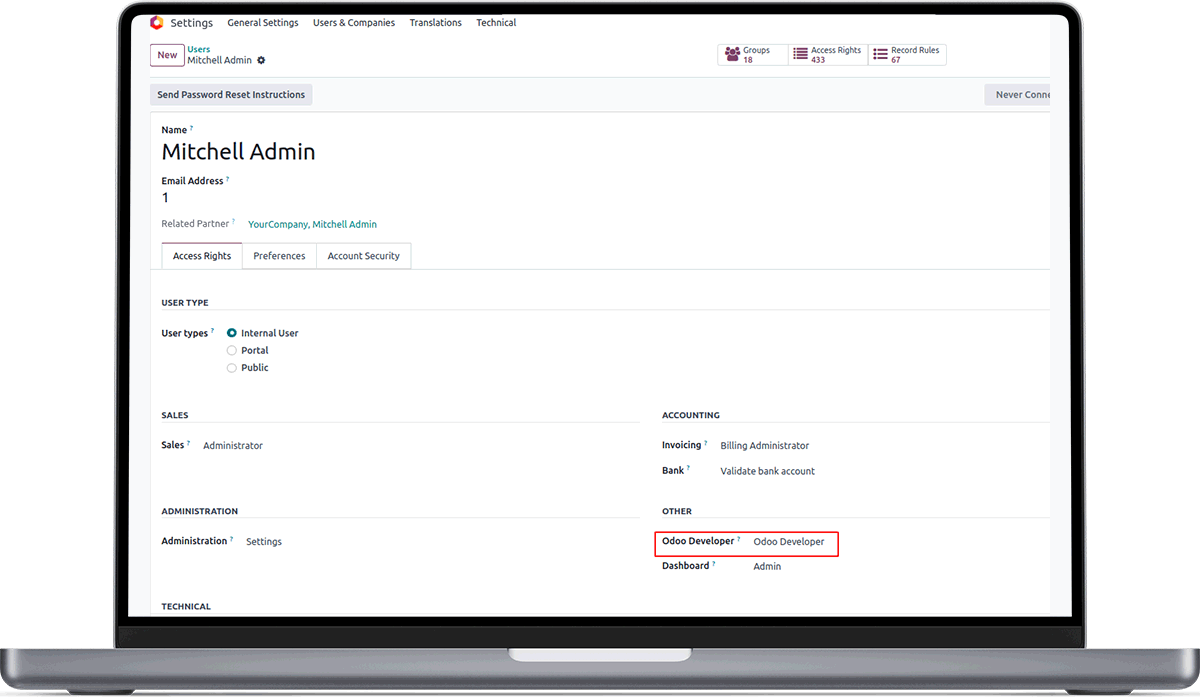 Settings General Settings Users & Companies Translations Technical
New Users
Mitchell Admin
Groups 18
Access Rights 433
Record Rules 67
Send Password Reset Instructions
Never Conne
Name ?
Mitchell Admin
Email Address ?
1
Related Partner ? YourCompany, Mitchell Admin
Access Rights Preferences Account Security
USER TYPE
User types ? Internal User
Portal
Public
SALES
Sales ? Administrator
ACCOUNTING
Invoicing ? Billing Administrator
Bank ? Validate bank account
ADMINISTRATION
Administration ? Settings
OTHER
Odoo Developer ? Odoo Developer
Dashboard ? Admin
TECHNICAL